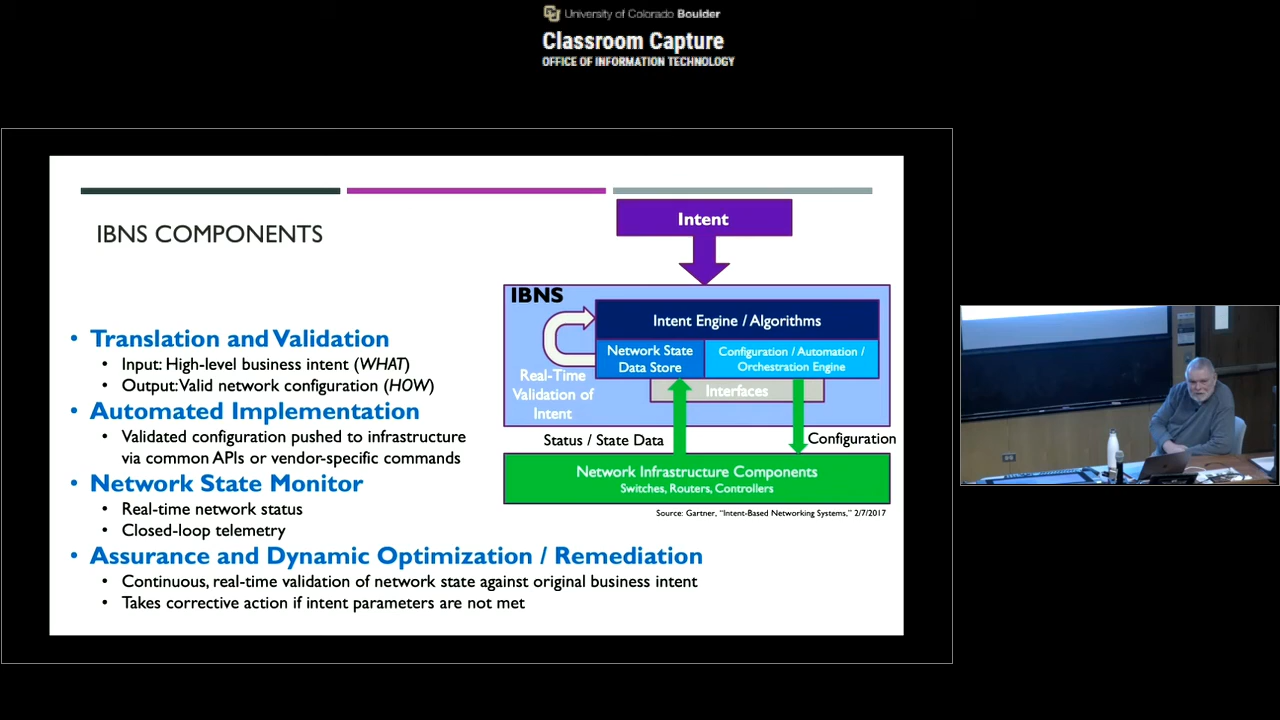 University of Colorado Boulder
Classroom Capture
OFFICE OF INFORMATION TECHNOLOGY
IBNS COMPONENTS
• Translation and Validation
• Input: High-level business intent (WHAT)
• Output: Valid network configuration (HOW)
• Automated Implementation
• Validated configuration pushed to infrastructure
via common APIs or vendor-specific commands
• Network State Monitor
• Real-time network status
• Closed-loop telemetry
• Assurance and Dynamic Optimization / Remediation
• Continuous, real-time validation of network state against original business intent
• Takes corrective action if intent parameters are not met
Intent
IBNS
Intent Engine / Algorithms
Network State
Data Store
Configuration / Automation /
Orchestration Engine
Real-Time
Validation of
Intent
Interfaces
Status / State Data
Configuration
Network Infrastructure Components
Switches, Routers, Controllers
Source: Gartner, "Intent-Based Networking Systems," 2/7/2017